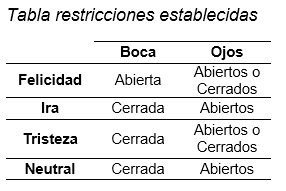 Tabla restricciones establecidas
Boca Ojos
Felicidad Abierta Abiertos o
Cerrados
Ira Cerrada Abiertos
Tristeza Cerrada Abiertos o
Cerrados
Neutral Cerrada Abiertos